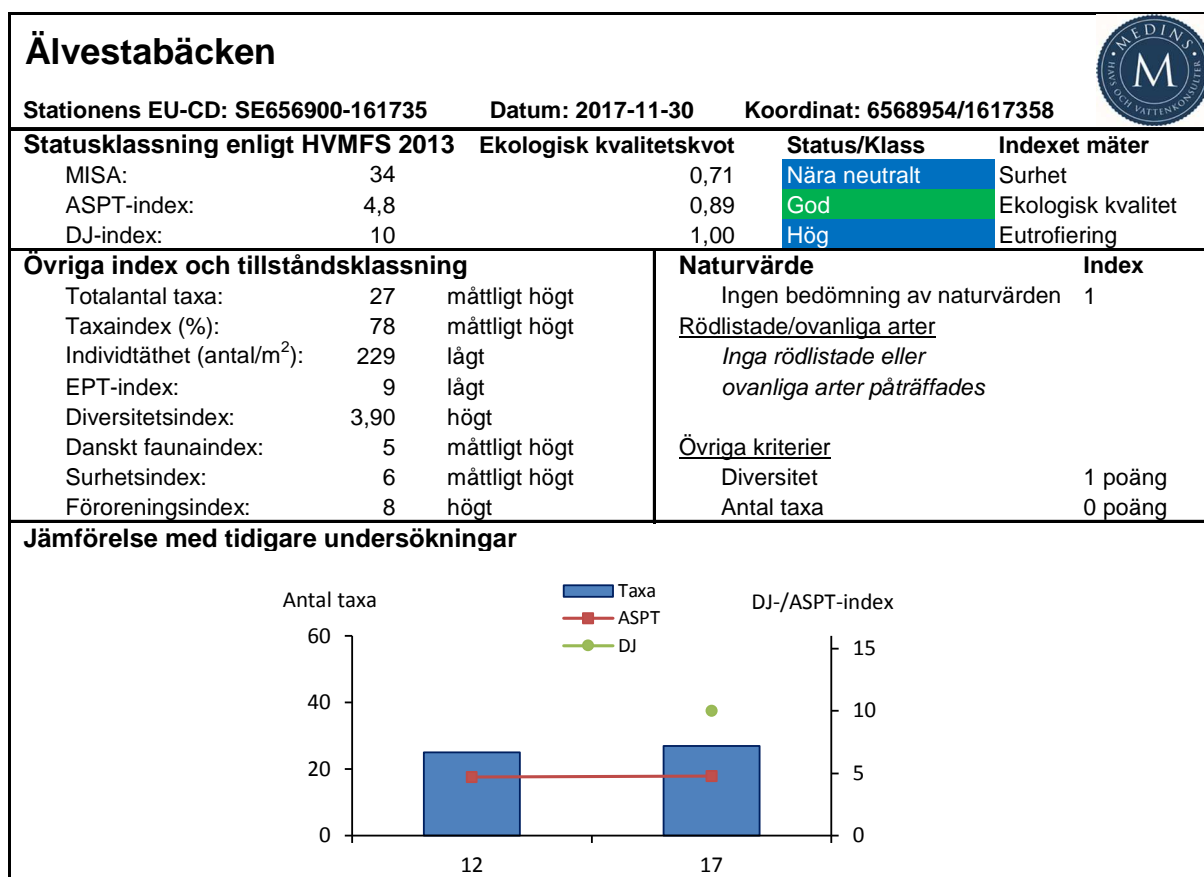 Älvestabäcken
MEDINS
HAVS OCH VATTENKONSULTER
M
Stationens EU-CD: SE656900-161735 Datum: 2017-11-30 Koordinat: 6568954/1617358
Statusklassning enligt HVMFS 2013 Ekologisk kvalitetskvot Status/Klass Indexet mäter
MISA: 34 0,71 Nära neutralt Surhet
ASPT-index: 4,8 0,89 God Ekologisk kvalitet
DJ-index: 10 1,00 Hög Eutrofiering
Övriga index och tillståndsklassning
Totalantal taxa: 27 måttligt högt
Taxaindex (%): 78 måttligt högt
Individtäthet (antal/m²): 229 lågt
EPT-index: 9 lågt
Diversitetsindex: 3,90 högt
Danskt faunaindex: 5 måttligt högt
Surhetsindex: 6 måttligt högt
Föroreningsindex: 8 högt
Naturvärde Index
Ingen bedömning av naturvärden 1
Rödlistade/ovanliga arter
Inga rödlistade eller
ovanliga arter påträffades
Övriga kriterier
Diversitet 1 poäng
Antal taxa 0 poäng
Jämförelse med tidigare undersökningar
Antal taxa
Taxa
ASPT
DJ
DJ-/ASPT-index
60
40
20
0
15
10
5
0
12 17